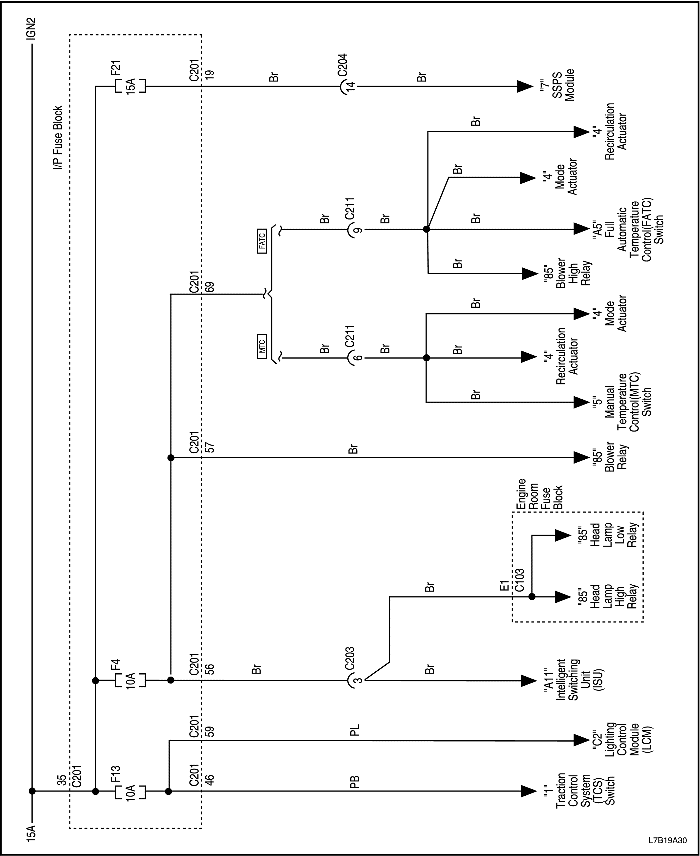 15A
IGN2
I/P Fuse Block
35
C201
F13
10A
F4
10A
F21
15A
C201
46
C201
59
C201
56
C201
57
C201
69
C201
19
PB
PL
Br
C203
3
Br
Br
Br
MTC
FATC
Br
C211
6
Br
Br
C211
9
Br
Br
C204
14
Br
Br
Br
Br
Br
Br
Br
Br
E1
C103
Engine
Room
Fuse
Block
"1"
Traction
Control
System
(TCS)
Switch
"C2"
Lighting
Control
Module
(LCM)
"A11"
Intelligent
Switching
Unit
(ISU)
"85"
Head
Lamp
High
Relay
"85"
Head
Lamp
Low
Relay
"85"
Blower
Relay
"5"
Manual
Temperature
Control(MTC)
Switch
"4"
Recirculation
Actuator
"4"
Mode
Actuator
"85"
Blower
High
Relay
"A5"
Full
Automatic
Temperature
Control(FATC)
Switch
"4"
Mode
Actuator
"4"
Recirculation
Actuator
"7"
SSPS
Module
L7B19A30